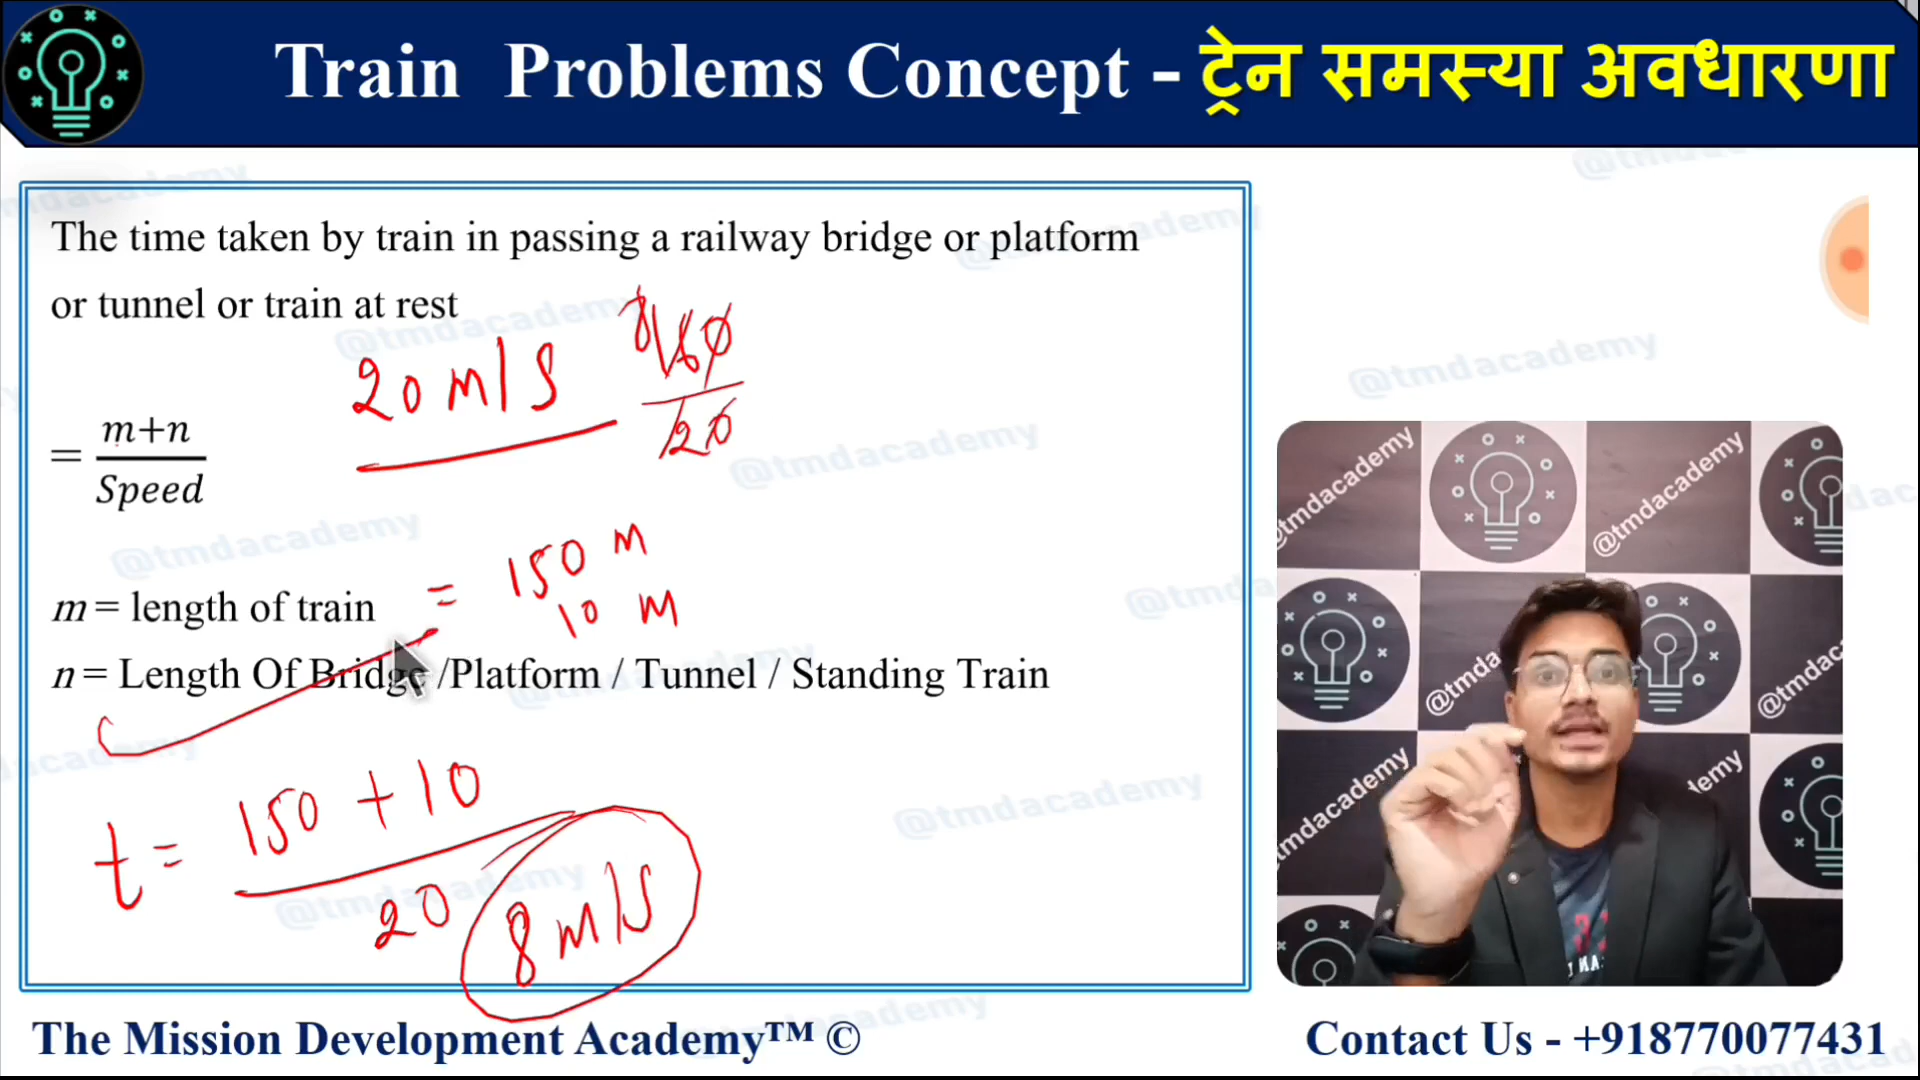 Train Problems Concept - ट्रेन समस्या अवधारणा
The time taken by train in passing a railway bridge or platform
or tunnel or train at rest
20 m/s 8 160
20
= m+n
Speed
= 150 m
m = length of train 10 m
n = Length Of Bridge /Platform / Tunnel / Standing Train
t = 150 + 10
20 8 m/s
@tmdacademy
The Mission Development Academy™ ©
Contact Us - +918770077431